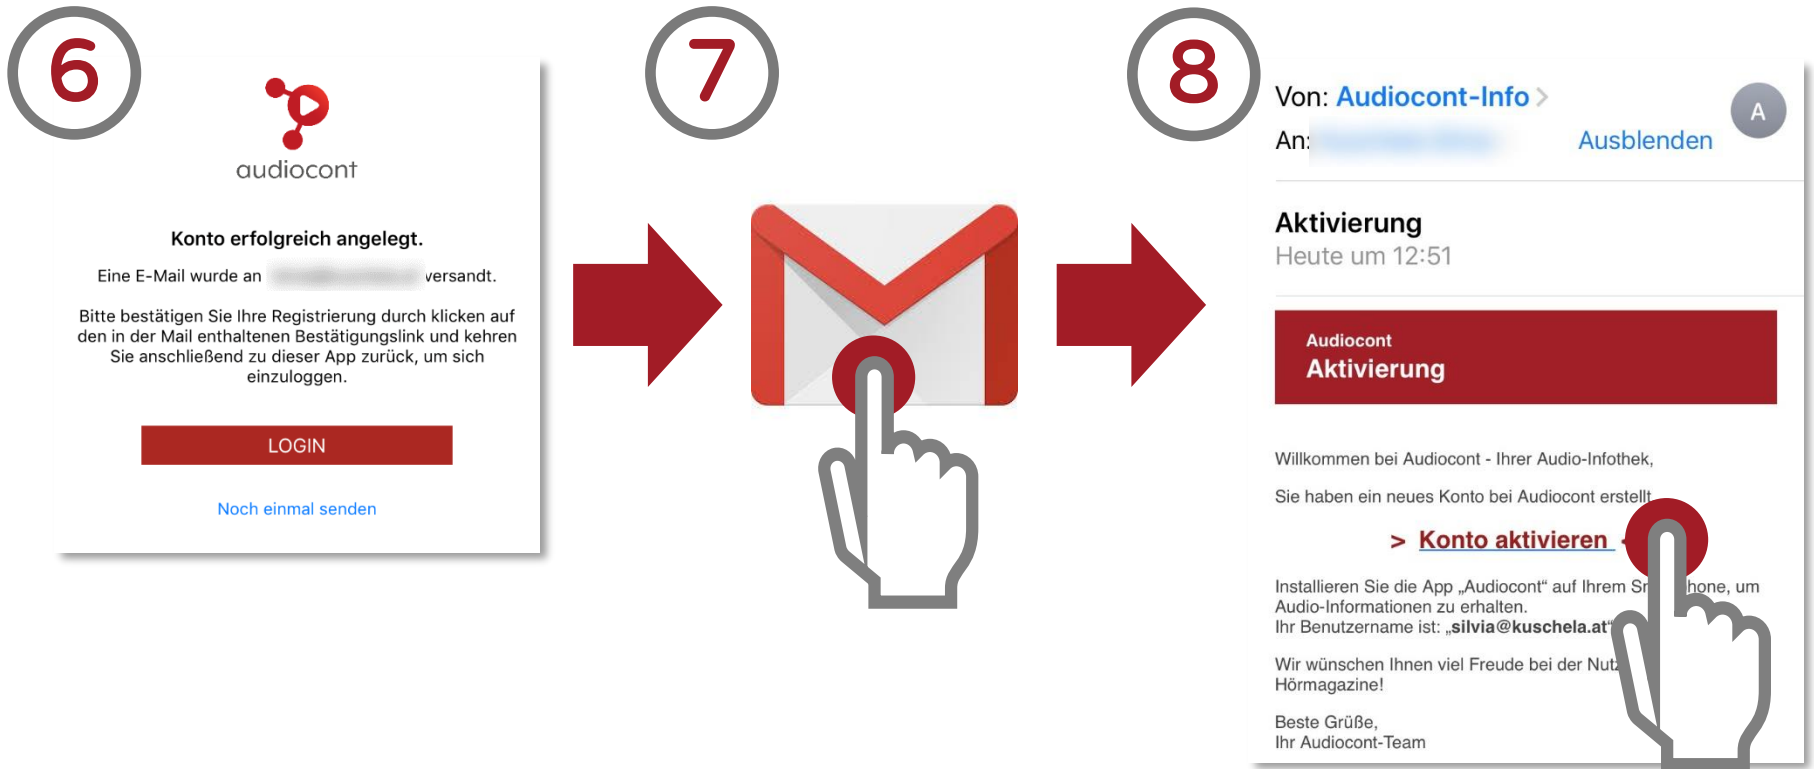 6
audiocont
Konto erfolgreich angelegt.
Eine E-Mail wurde an versandt.
Bitte bestätigen Sie Ihre Registrierung durch klicken auf
den in der Mail enthaltenen Bestätigungslink und kehren
Sie anschließend zu dieser App zurück, um sich
einzuloggen.
LOGIN
Noch einmal senden
7
8
Von: Audiocont-Info >
A
An:
Ausblenden
Aktivierung
Heute um 12:51
Audiocont
Aktivierung
Willkommen bei Audiocont - Ihrer Audio-Infothek,
Sie haben ein neues Konto bei Audiocont erstellt
> Konto aktivieren
Installieren Sie die App „Audiocont“ auf Ihrem um
Audio-Informationen zu erhalten.
Ihr Benutzername ist: „silvia@kuschela.at“
Wir wünschen Ihnen viel Freude bei der
Hörmagazine!
Beste Grüße,
Ihr Audiocont-Team